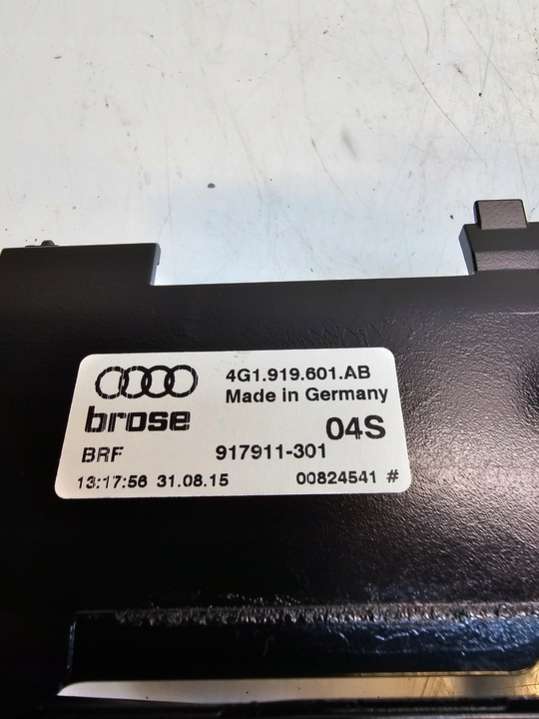 4G1.919.601.AB
Made in Germany
brose
04S
BRF 917911-301
13:17:56 31.08.15 00824541 #